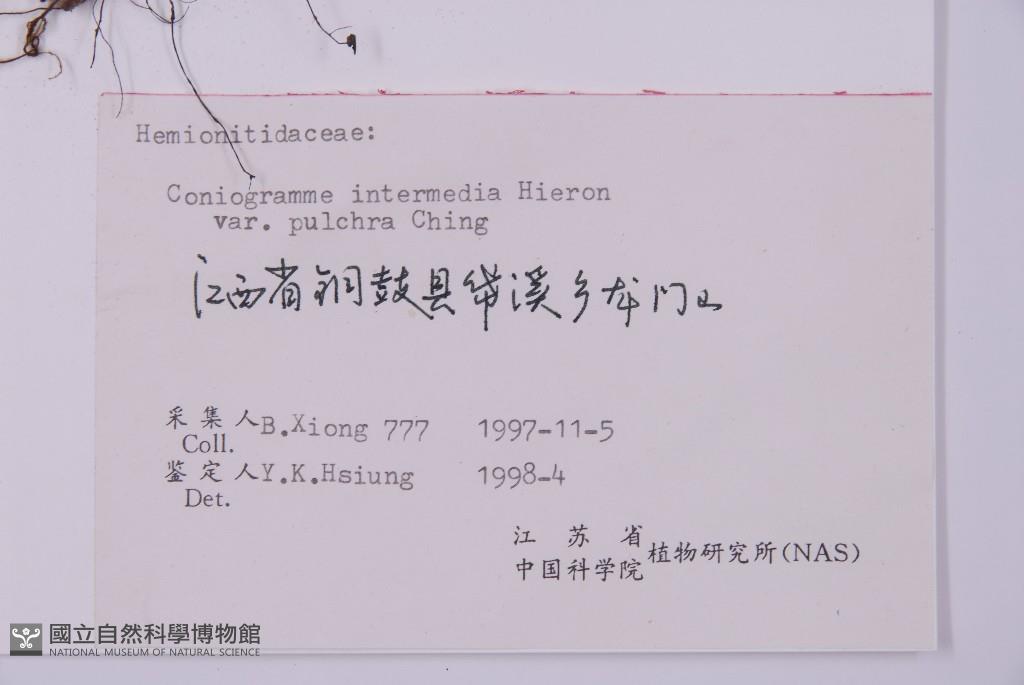 Hemionitidaceae:
Coniogramme intermedia Hieron
var. pulchra Ching
江西省铜鼓县带溪乡龙门山
采集人 B.Xiong 777 1997-11-5
Coll.
鉴定人 Y.K.Hsiung 1998-4
Det.
江苏省
中国科学院 植物研究所(NAS)
國立自然科學博物館
NATIONAL MUSEUM OF NATURAL SCIENCE